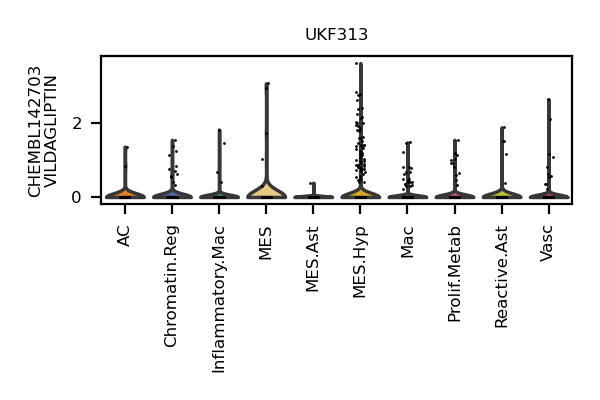 UKF313
CHEMBL142703
VILDAGLIPTIN
2
0
AC
Chromatin.Reg
Inflammatory.Mac
MES
MES.Ast
MES.Hyp
Mac
Prolif.Metab
Reactive.Ast
Vasc